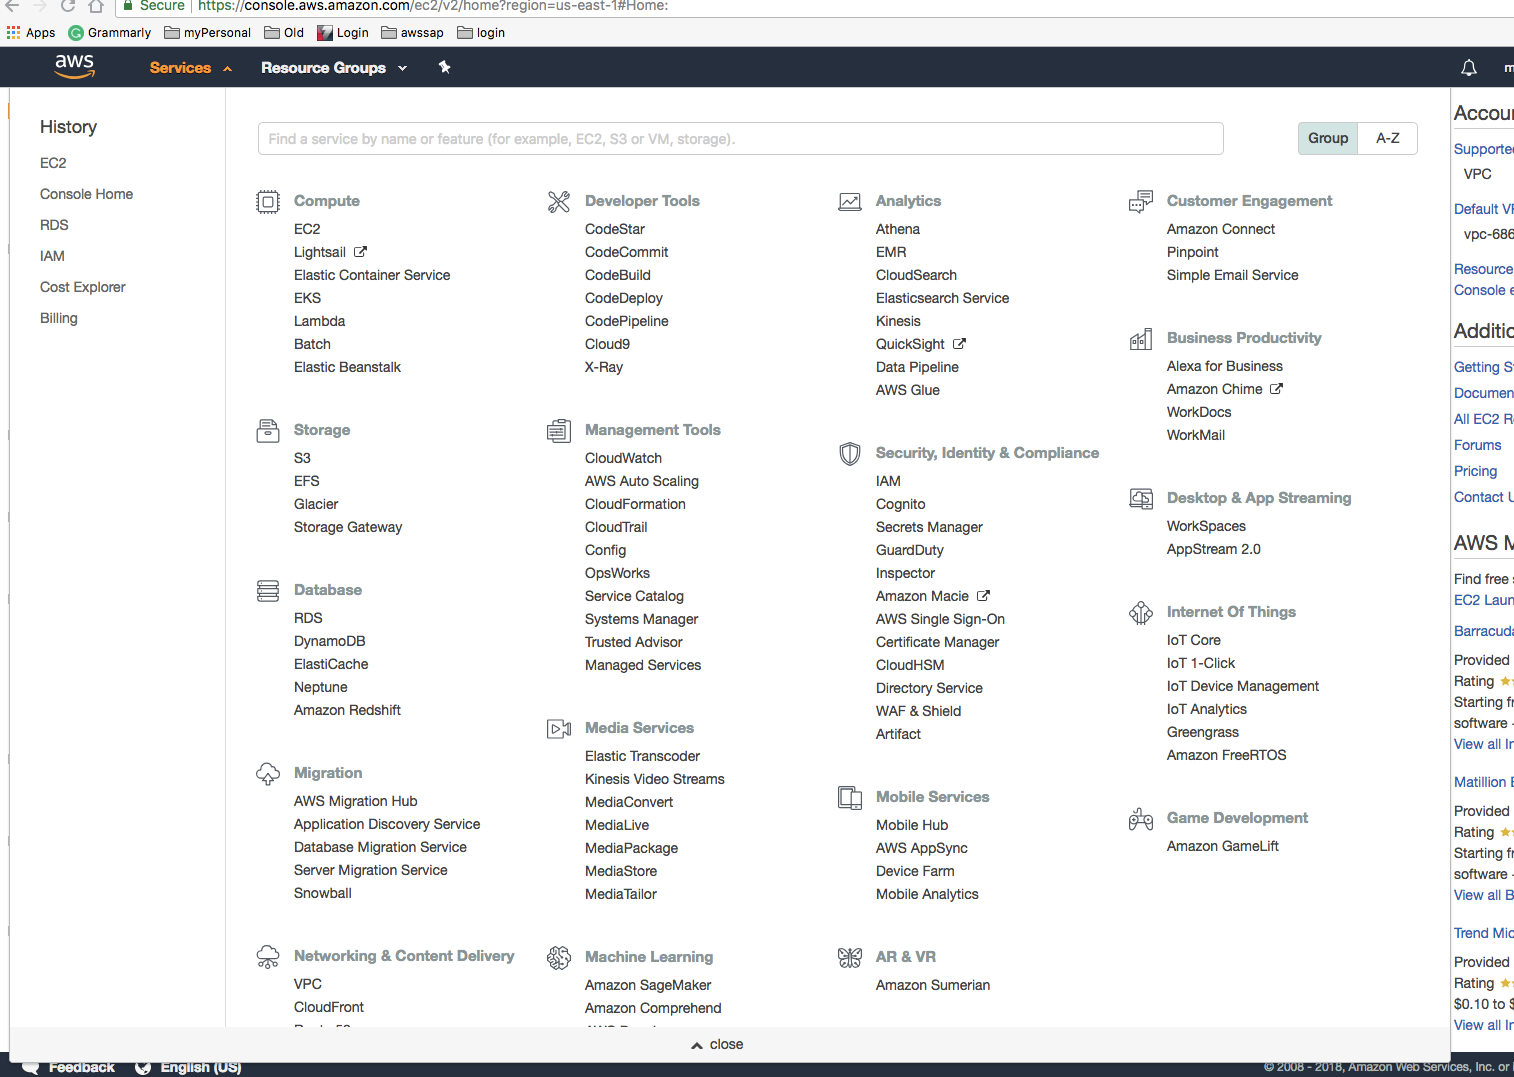 Secure https://console.aws.amazon.com/ec2/v2/home?region=us-east-1#Home:
Apps Grammarly myPersonal Old Login awssap login
aws Services Resource Groups
History
EC2
Console Home
RDS
IAM
Cost Explorer
Billing
Find a service by name or feature (for example, EC2, S3 or VM, storage).
Group A-Z
Compute
EC2
Lightsail
Elastic Container Service
EKS
Lambda
Batch
Elastic Beanstalk
Storage
S3
EFS
Glacier
Storage Gateway
Database
RDS
DynamoDB
ElastiCache
Neptune
Amazon Redshift
Migration
AWS Migration Hub
Application Discovery Service
Database Migration Service
Server Migration Service
Snowball
Networking & Content Delivery
VPC
CloudFront
Developer Tools
CodeStar
CodeCommit
CodeBuild
CodeDeploy
CodePipeline
Cloud9
X-Ray
Management Tools
CloudWatch
AWS Auto Scaling
CloudFormation
CloudTrail
Config
OpsWorks
Service Catalog
Systems Manager
Trusted Advisor
Managed Services
Media Services
Elastic Transcoder
Kinesis Video Streams
MediaConvert
MediaLive
MediaPackage
MediaStore
MediaTailor
Machine Learning
Amazon SageMaker
Amazon Comprehend
Analytics
Athena
EMR
CloudSearch
Elasticsearch Service
Kinesis
QuickSight
Data Pipeline
AWS Glue
Security, Identity & Compliance
IAM
Cognito
Secrets Manager
GuardDuty
Inspector
Amazon Macie
AWS Single Sign-On
Certificate Manager
CloudHSM
Directory Service
WAF & Shield
Artifact
Mobile Services
Mobile Hub
AWS AppSync
Device Farm
Mobile Analytics
AR & VR
Amazon Sumerian
Customer Engagement
Amazon Connect
Pinpoint
Simple Email Service
Business Productivity
Alexa for Business
Amazon Chime
WorkDocs
WorkMail
Desktop & App Streaming
WorkSpaces
AppStream 2.0
Internet Of Things
IoT Core
IoT 1-Click
IoT Device Management
IoT Analytics
Greengrass
Amazon FreeRTOS
Game Development
Amazon GameLift
Accou
Supporte
VPC
Default VP
vpc-686
Resource
Console e
Additio
Getting S
Documen
All EC2 R
Forums
Pricing
Contact U
AWS M
Find free s
EC2 Laun
Barracuda
Provided
Rating
Starting fr
software -
View all In
Matillion E
Provided
Rating
Starting fr
software -
View all B
Trend Mic
Provided
Rating
$0.10 to $
View all In
close
Feedback English (US)
© 2008 - 2018, Amazon Web Services, Inc. or